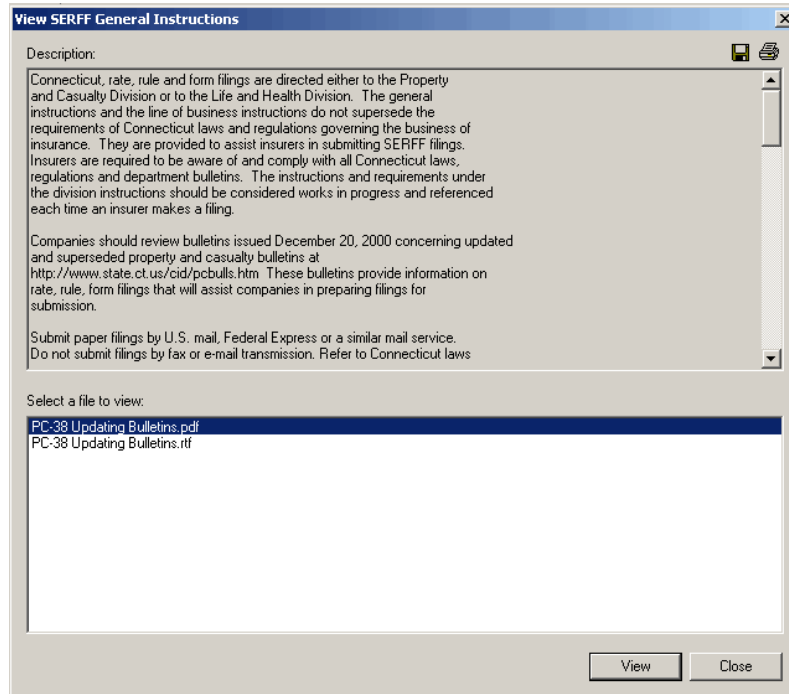 View SERFF General Instructions
Description:
Connecticut, rate, rule and form filings are directed either to the Property
and Casualty Division or to the Life and Health Division.  The general
instructions and the line of business instructions do not supersede the
requirements of Connecticut laws and regulations governing the business of
insurance.  They are provided to assist insurers in submitting SERFF filings.
Insurers are required to be aware of and comply with all Connecticut laws,
regulations and department bulletins.  The instructions and requirements under
the division instructions should be considered works in progress and referenced
each time an insurer makes a filing.
Companies should review bulletins issued December 20, 2000 concerning updated
and superseded property and casualty bulletins at
http://www.state.ct.us/cid/pcbulls.htm  These bulletins provide information on
rate, rule, form filings that will assist companies in preparing filings for
submission.
Submit paper filings by U.S. mail, Federal Express or a similar mail service.
Do not submit filings by fax or e-mail transmission. Refer to Connecticut laws
Select a file to view:
PC-38 Updating Bulletins.pdf
PC-38 Updating Bulletins.rtf
View
Close